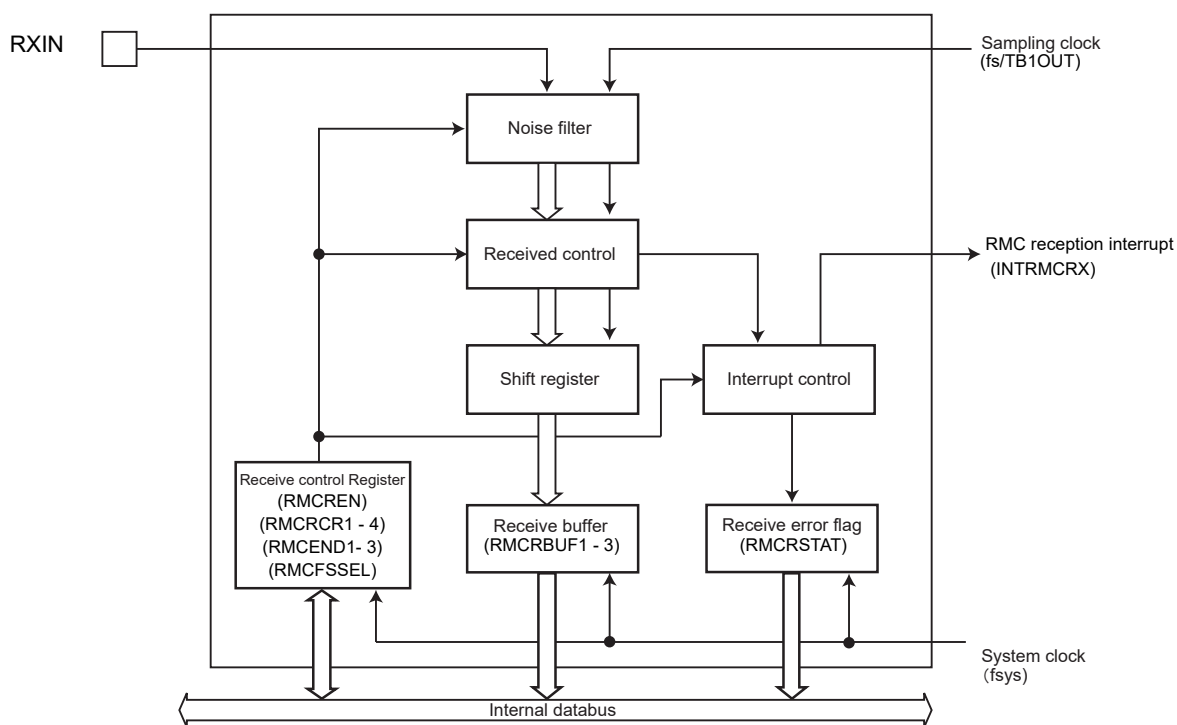 RXIN
Sampling clock
(fs/TB1OUT)
Noise filter
Received control
RMC reception interrupt
(INTRMCRX)
Shift register
Interrupt control
Receive control Register
(RMCREN)
(RMCRCR1 - 4)
(RMCEND1- 3)
(RMCFSSEL)
Receive buffer
(RMCRBUF1 - 3)
Receive error flag
(RMCRSTAT)
System clock
(fsys)
Internal databus